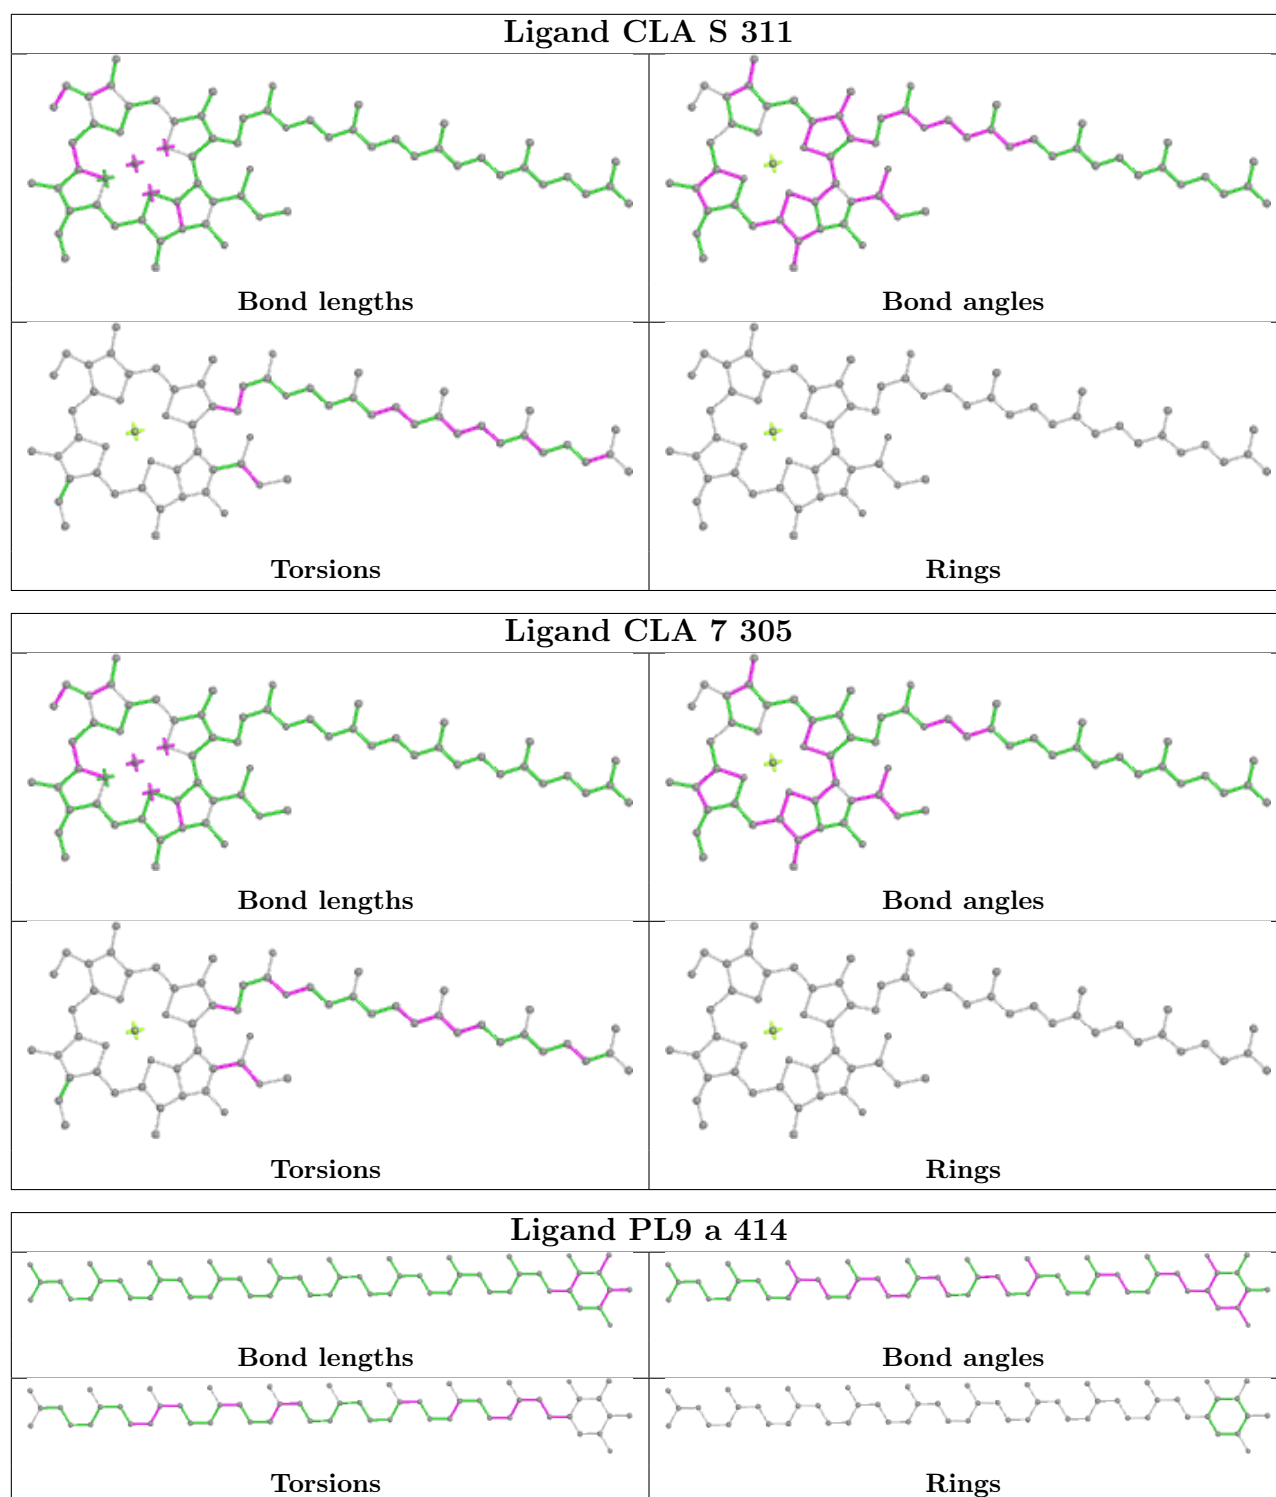 Ligand CLA S 311
Bond lengths
Bond angles
Torsions
Rings
Ligand CLA 7 305
Bond lengths
Bond angles
Torsions
Rings
Ligand PL9 a 414
Bond lengths
Bond angles
Torsions
Rings